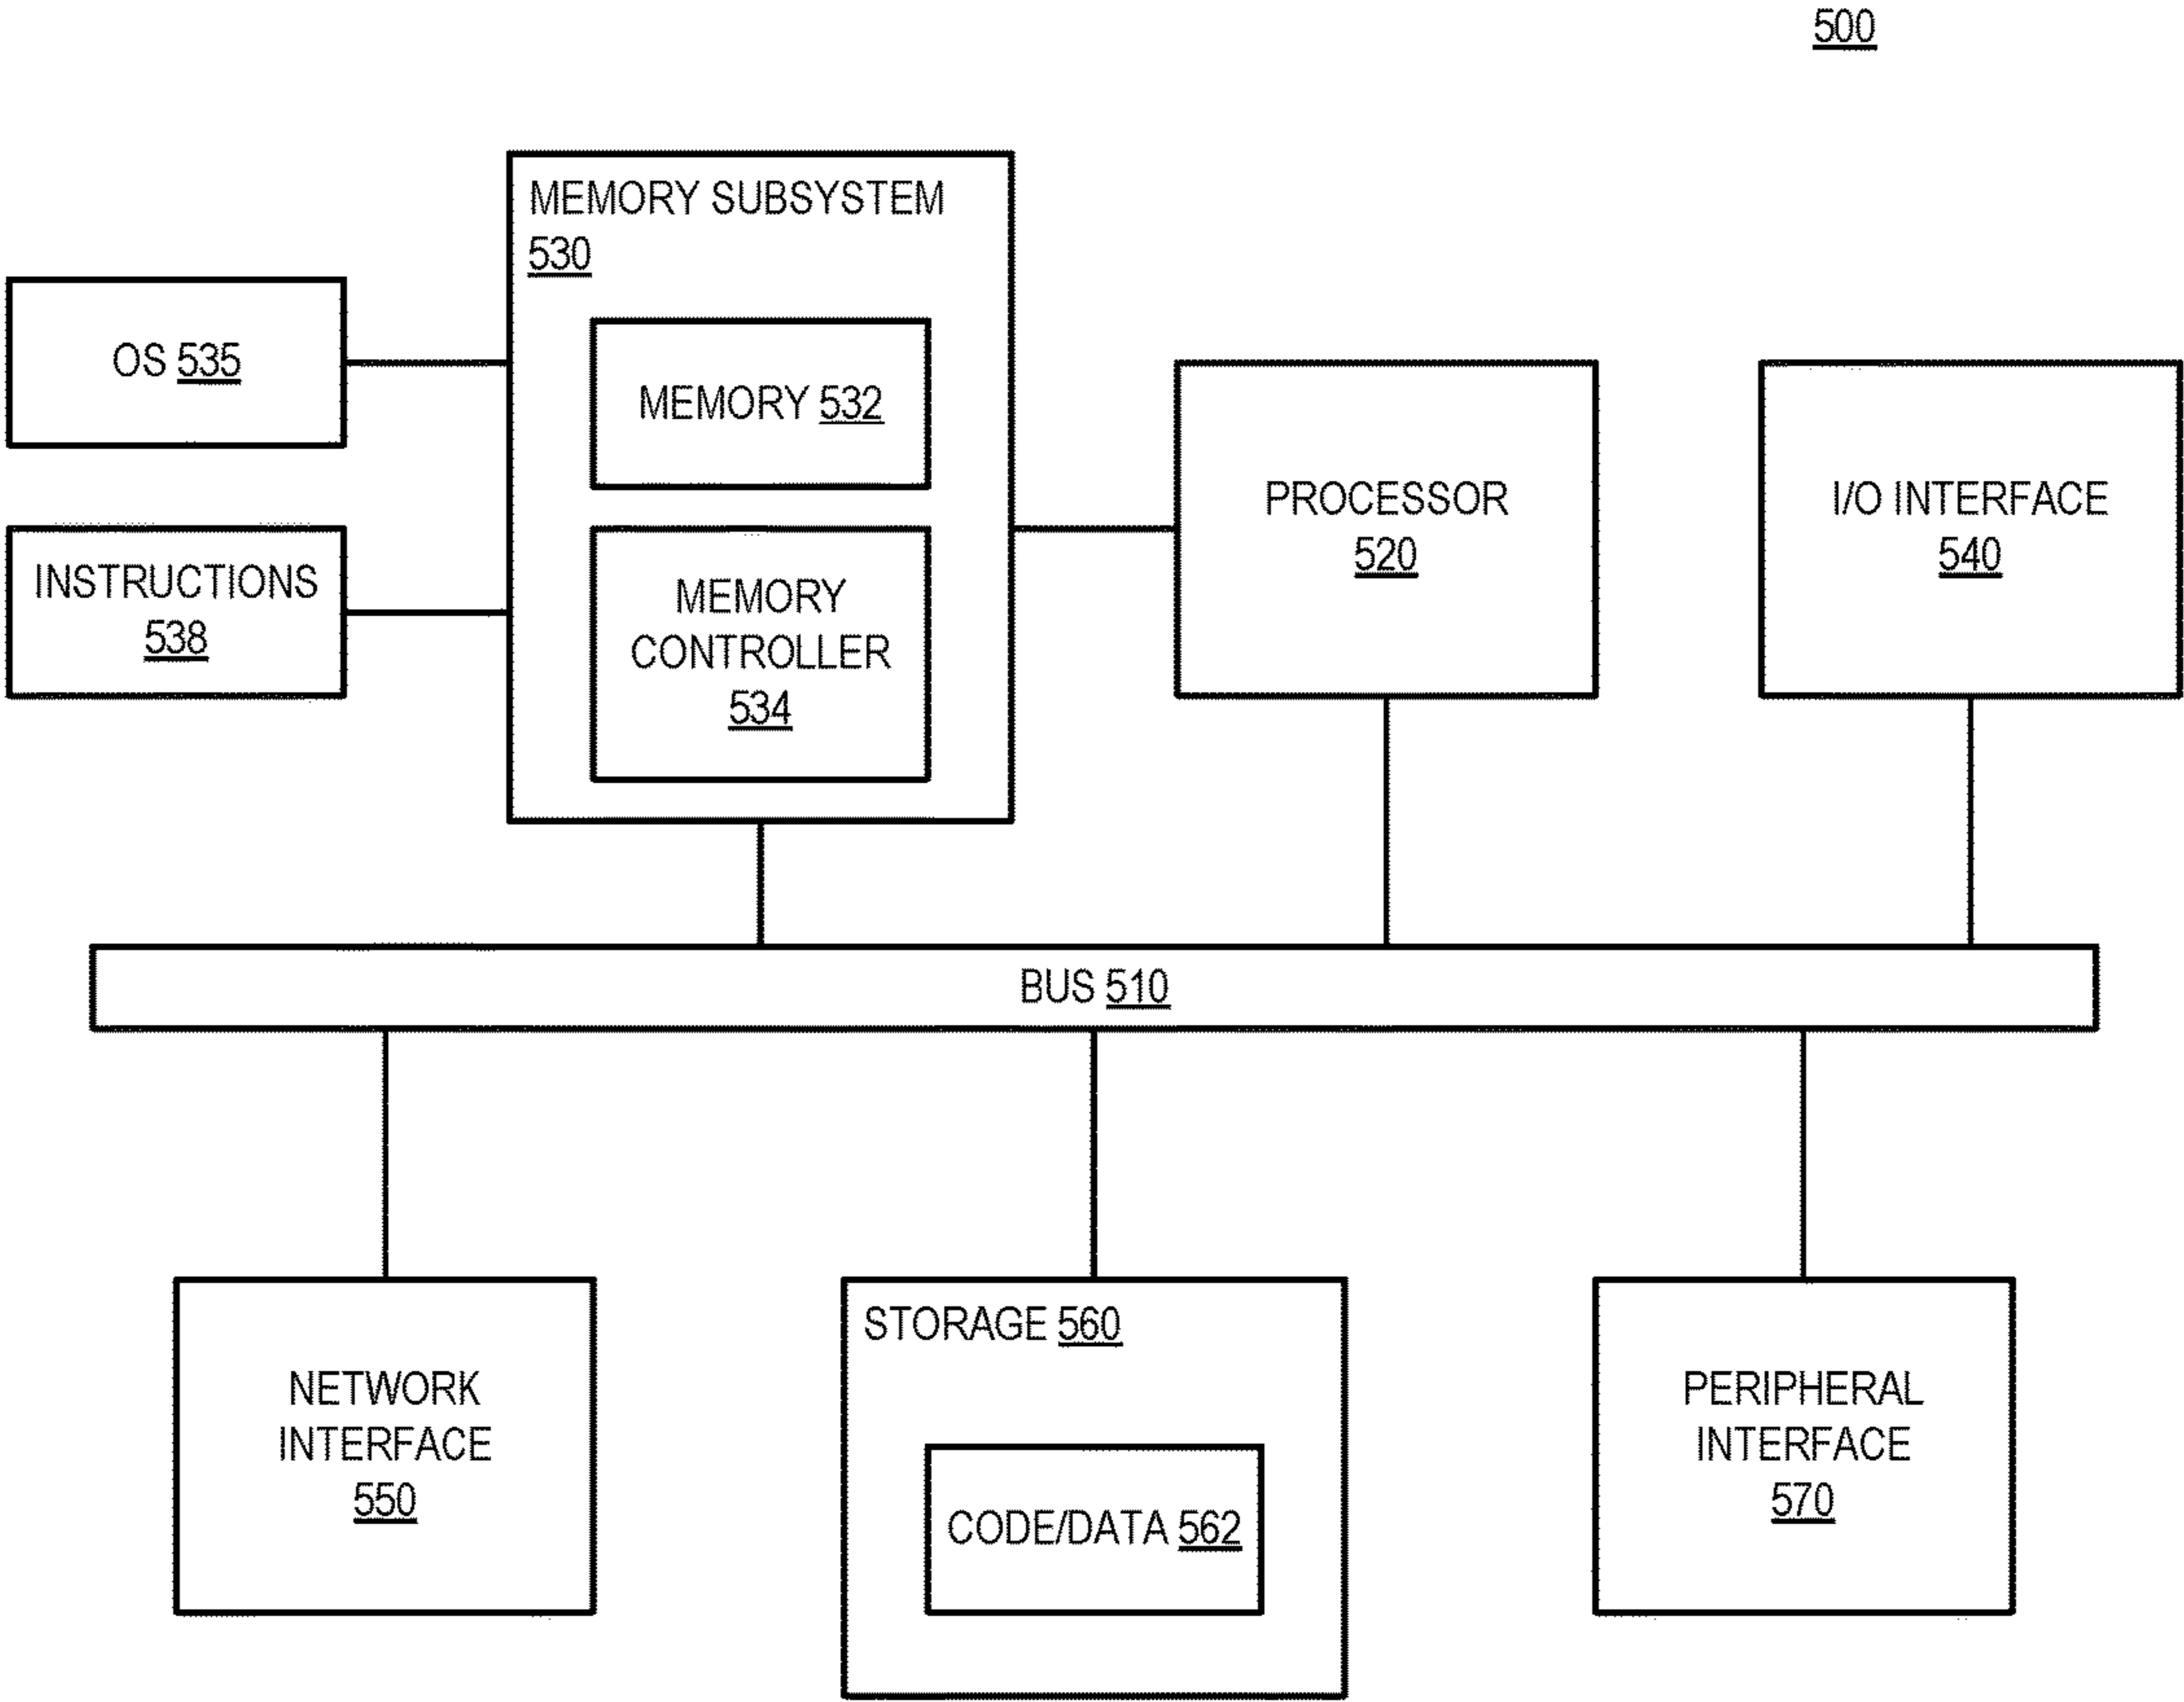 500
MEMORY SUBSYSTEM
530
OS 535
MEMORY 532
PROCESSOR
520
I/O INTERFACE
540
INSTRUCTIONS
538
MEMORY
CONTROLLER
534
BUS 510
NETWORK
INTERFACE
550
STORAGE 560
CODE/DATA 562
PERIPHERAL
INTERFACE
570